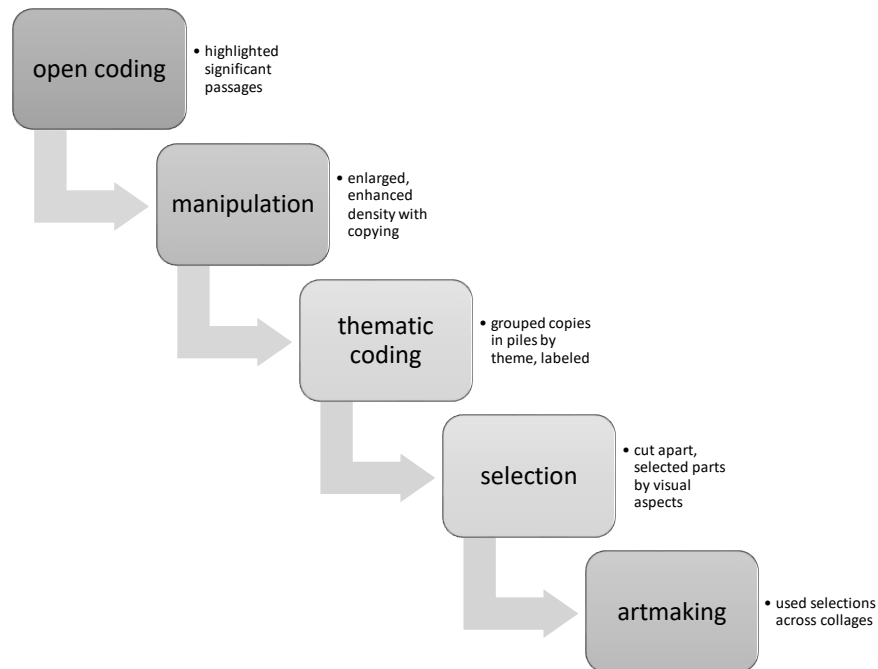 open coding
• highlighted
significant
passages
manipulation
• enlarged,
enhanced
density with
copying
thematic
coding
• grouped copies
in piles by
theme, labeled
selection
• cut apart,
selected parts
by visual
aspects
artmaking
• used selections
across collages